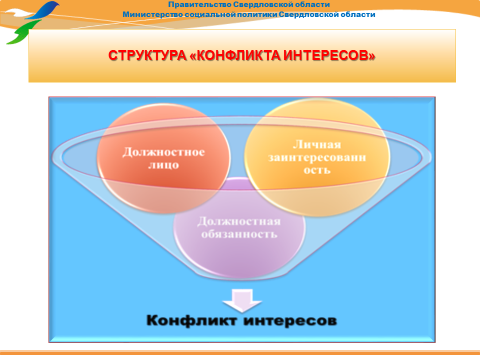 Правительство Свердловской области
Министерство социальной политики Свердловской области
СТРУКТУРА «КОНФЛИКТА ИНТЕРЕСОВ»
Должностное
лицо
Личная
заинтересованн
ость
Должностная
обязанность
Конфликт интересов